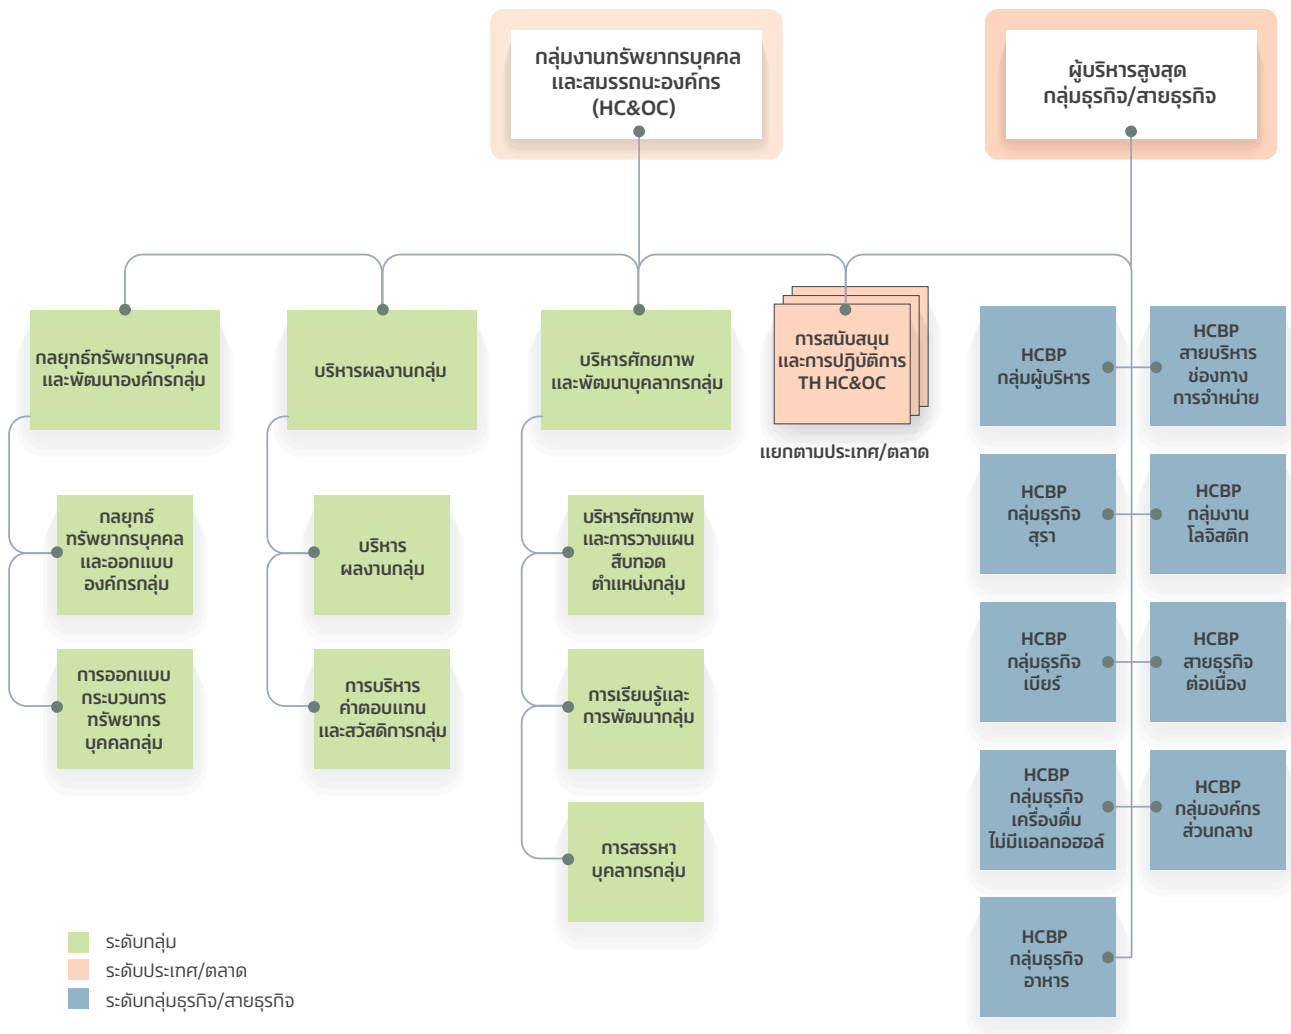 กลุ่มงานทรัพยากรบุคคล
และสมรรถนะองค์กร
(HC&OC)
ผู้บริหารสูงสุด
กลุ่มธุรกิจ/สายธุรกิจ
กลยุทธ์ทรัพยากรบุคคล
และพัฒนาองค์กรกลุ่ม
บริหารผลงานกลุ่ม
บริหารศักยภาพ
และพัฒนาบุคลากรกลุ่ม
การสนับสนุน
และการปฏิบัติการ
TH HC&OC
แยกตามประเทศ/ตลาด
กลยุทธ์
ทรัพยากรบุคคล
และออกแบบ
องค์กรกลุ่ม
การออกแบบ
กระบวนการ
ทรัพยากร
บุคคลกลุ่ม
บริหาร
ผลงานกลุ่ม
การบริหาร
ค่าตอบแทน
และสวัสดิการกลุ่ม
บริหารศักยภาพ
และการวางแผน
สืบทอด
ตำแหน่งกลุ่ม
การเรียนรู้และ
การพัฒนากลุ่ม
การสรรหา
บุคลากรกลุ่ม
HCBP
กลุ่มผู้บริหาร
HCBP
สายบริหาร
ช่องทาง
การจำหน่าย
HCBP
กลุ่มธุรกิจ
สุรา
HCBP
กลุ่มงาน
โลจิสติก
HCBP
กลุ่มธุรกิจ
เบียร์
HCBP
สายธุรกิจ
ต่อเนื่อง
HCBP
กลุ่มธุรกิจ
เครื่องดื่ม
ไม่มีแอลกอฮอล์
HCBP
กลุ่มองค์กร
ส่วนกลาง
HCBP
กลุ่มธุรกิจ
อาหาร
ระดับกลุ่ม
ระดับประเทศ/ตลาด
ระดับกลุ่มธุรกิจ/สายธุรกิจ